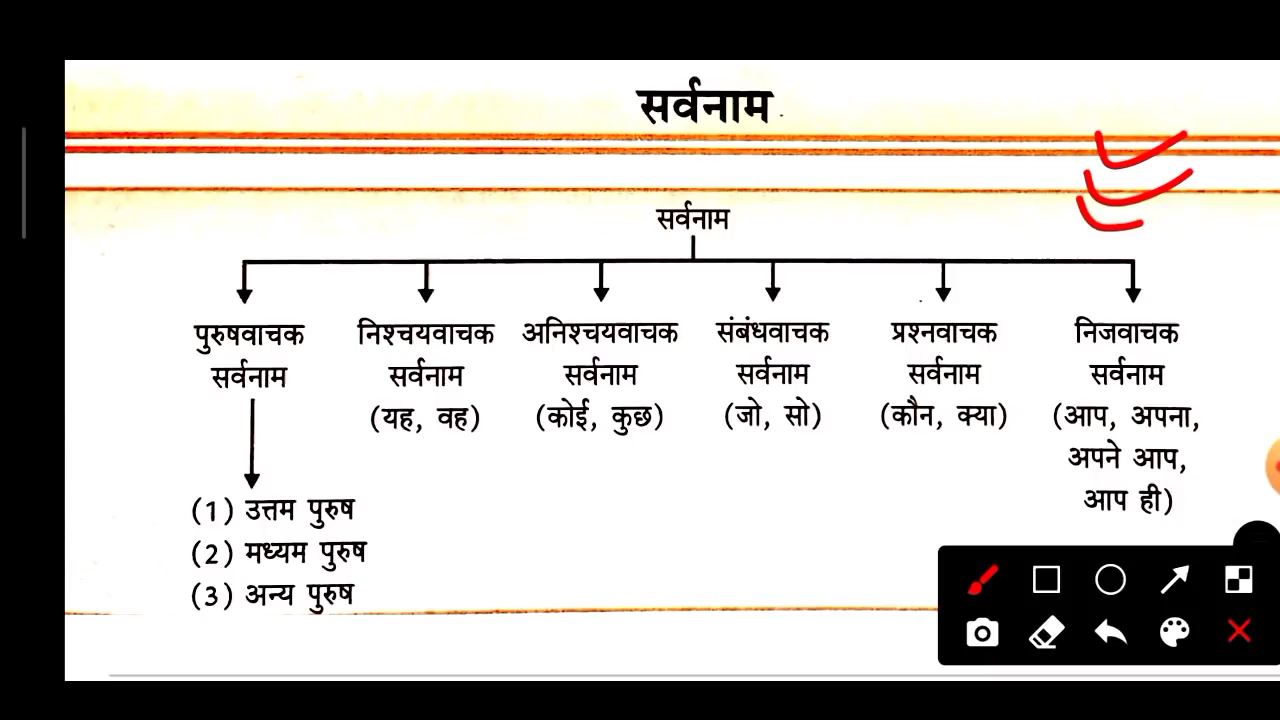 सर्वनाम
सर्वनाम
पुरुषवाचक सर्वनाम
निश्चयवाचक सर्वनाम (यह, वह)
अनिश्चयवाचक सर्वनाम (कोई, कुछ)
संबंधवाचक सर्वनाम (जो, सो)
प्रश्नवाचक सर्वनाम (कौन, क्या)
निजवाचक सर्वनाम (आप, अपना, अपने आप, आप ही)
(1) उत्तम पुरुष
(2) मध्यम पुरुष
(3) अन्य पुरुष